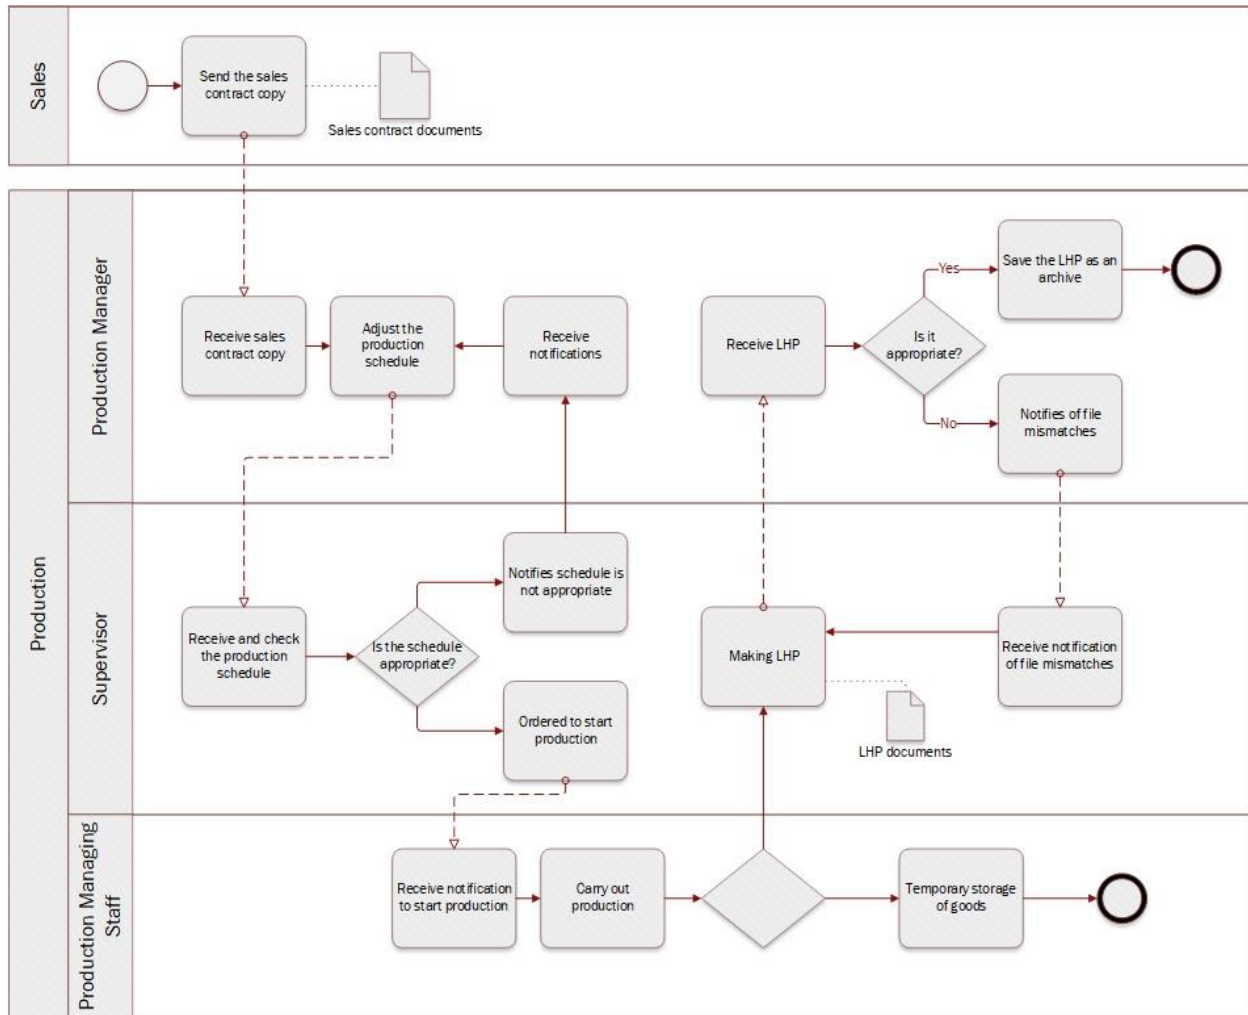 Sales
Send the sales
contract copy
Sales contract documents
Production
Production Manager
Receive sales
contract copy
Adjust the
production
schedule
Receive
notifications
Receive LHP
Is it
appropriate?
Yes
Save the LHP as an
archive
No
Notifies of file
mismatches
Supervisor
Receive and check
the production
schedule
Is the schedule
appropriate?
Notifies schedule is
not appropriate
Ordered to start
production
Making LHP
LHP documents
Receive notification
of file mismatches
Production Managing
Staff
Receive notification
to start production
Carry out
production
Temporary storage
of goods